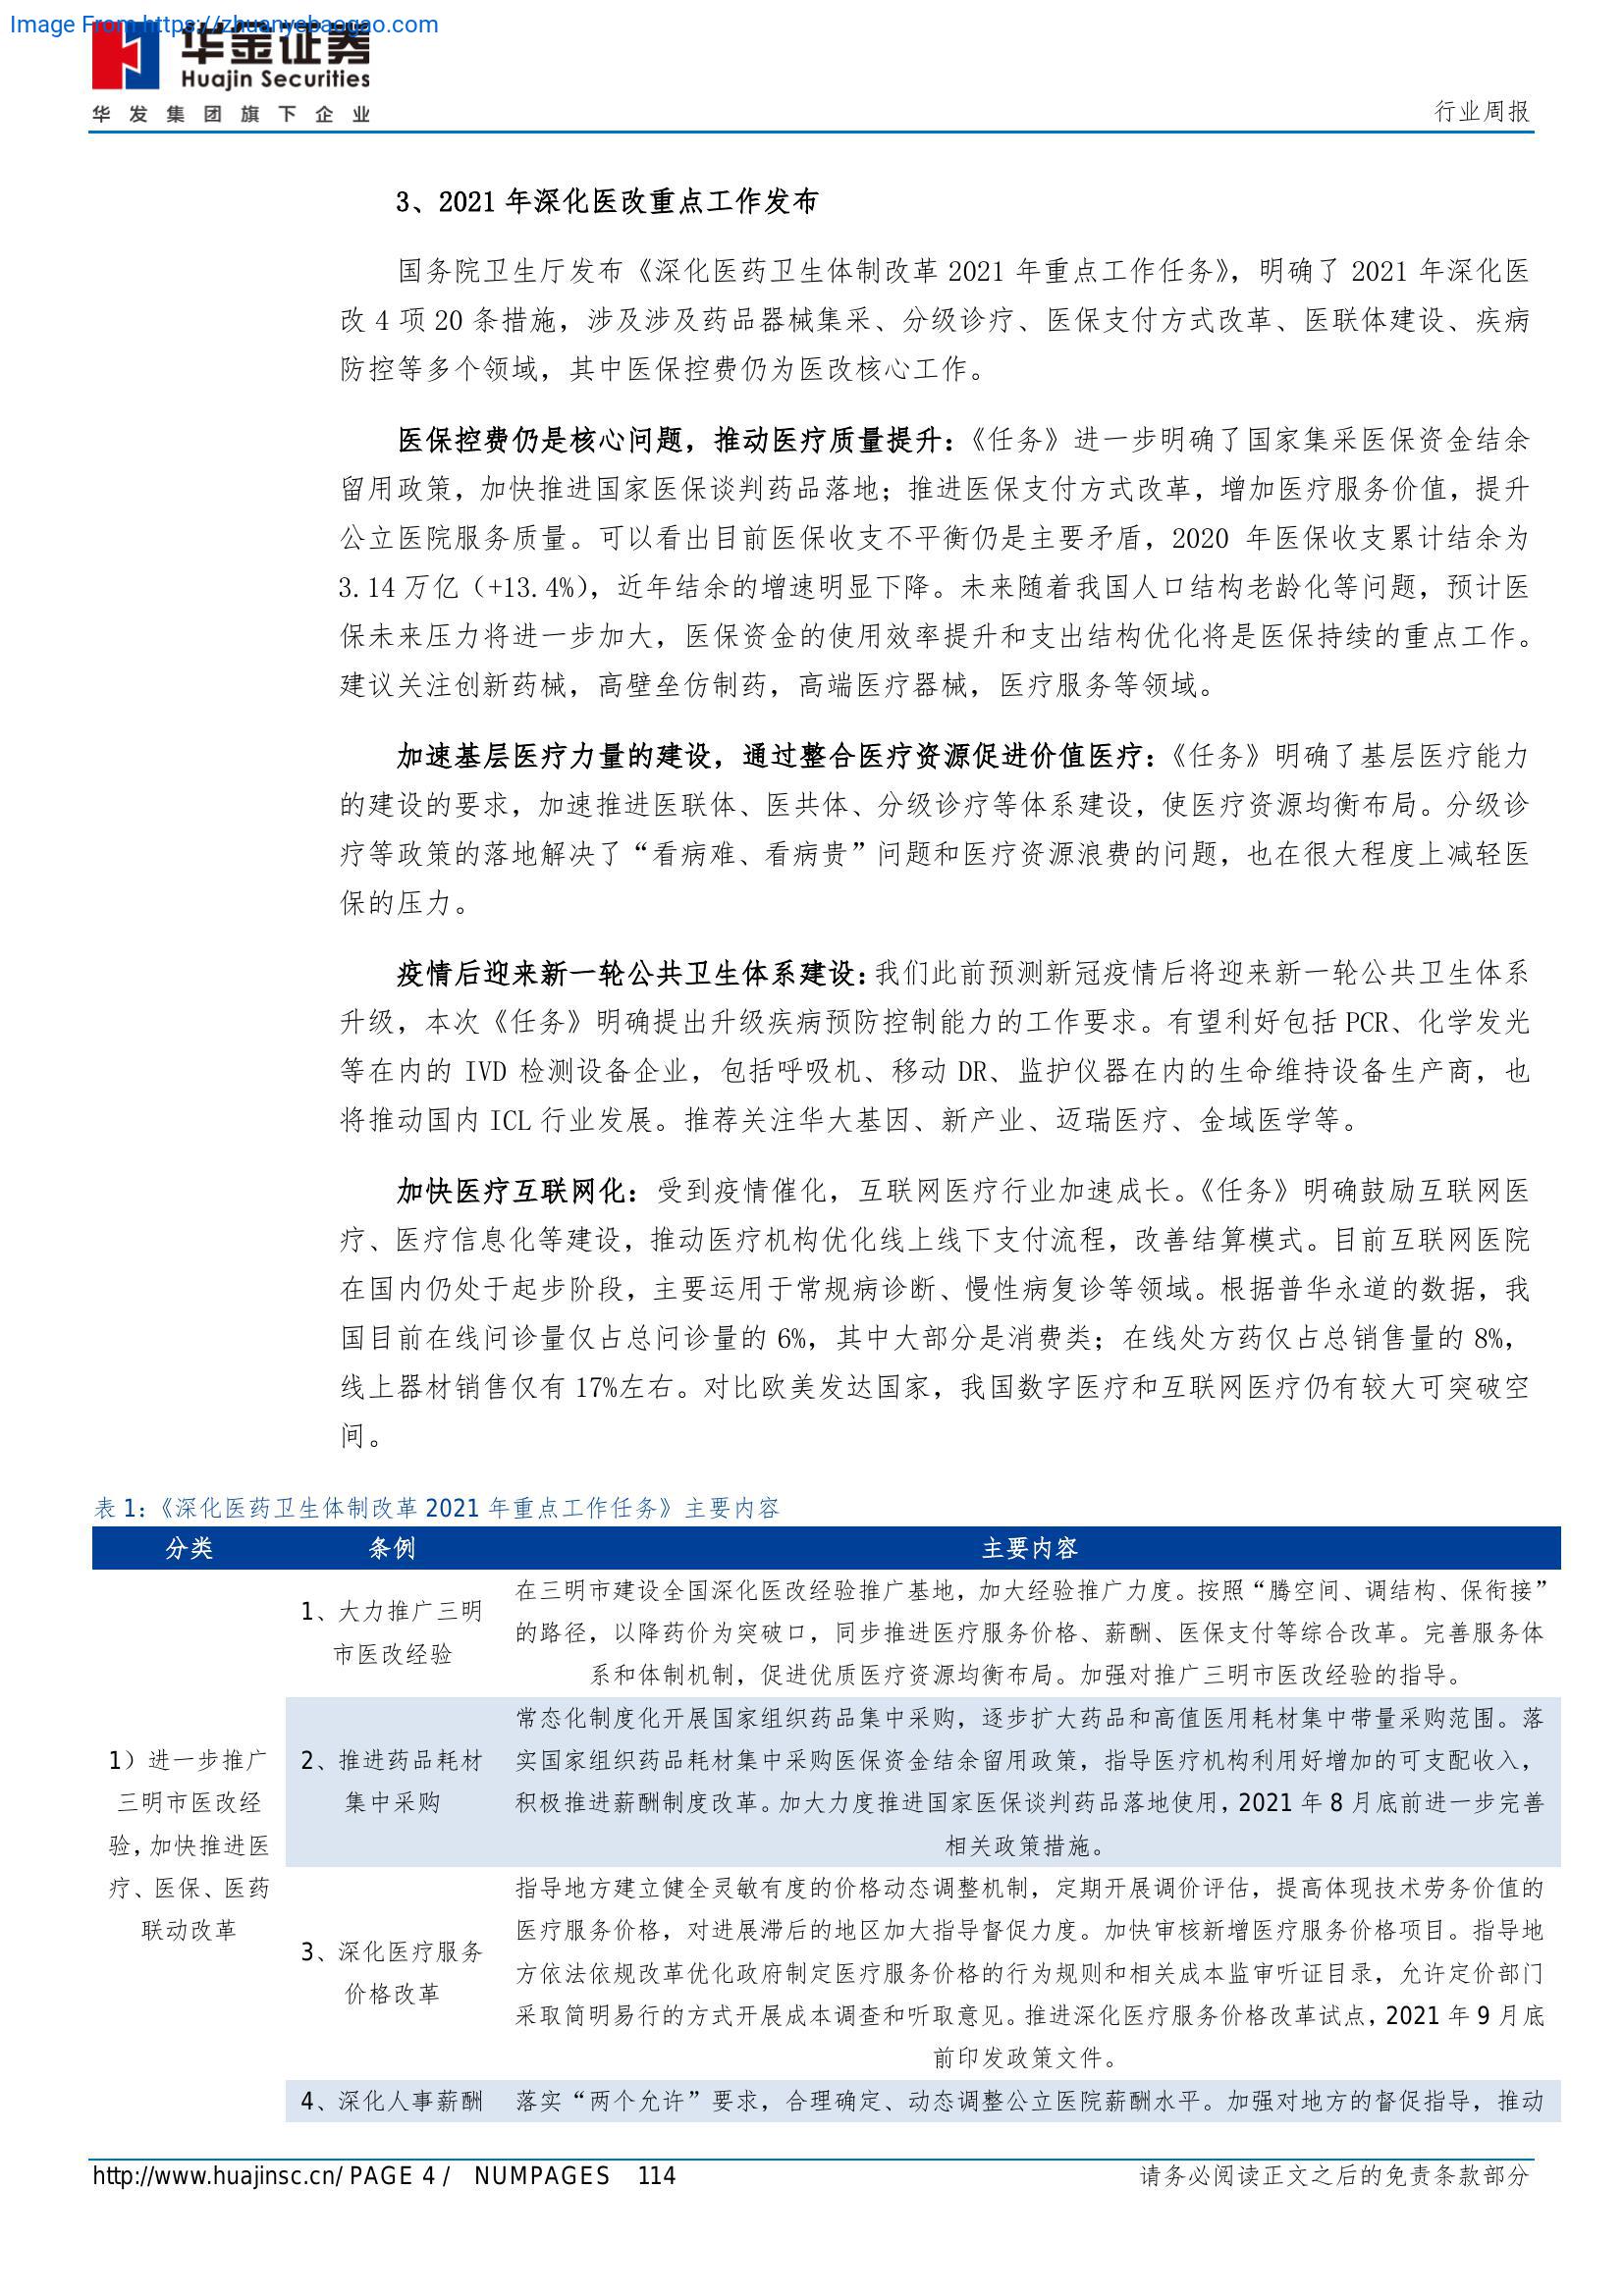 Image From https://zhuanyebaogao.com
华金证券
Huajin Securities
华发集团旗下企业
行业周报
3、2021 年深化医改重点工作发布
国务院卫生厅发布《深化医药卫生体制改革 2021 年重点工作任务》，明确了 2021 年深化医
改 4 项 20 条措施，涉及涉及药品器械集采、分级诊疗、医保支付方式改革、医联体建设、疾病
防控等多个领域，其中医保控费仍为医改核心工作。
医保控费仍是核心问题，推动医疗质量提升：《任务》进一步明确了国家集采医保资金结余
留用政策，加快推进国家医保谈判药品落地；推进医保支付方式改革，增加医疗服务价值，提升
公立医院服务质量。可以看出目前医保收支不平衡仍是主要矛盾，2020 年医保收支累计结余为
3.14 万亿（+13.4%），近年结余的增速明显下降。未来随着我国人口结构老龄化等问题，预计医
保未来压力将进一步加大，医保资金的使用效率提升和支出结构优化将是医保持续的重点工作。
建议关注创新药械，高壁垒仿制药，高端医疗器械，医疗服务等领域。
加速基层医疗力量的建设，通过整合医疗资源促进价值医疗：《任务》明确了基层医疗能力
的建设的要求，加速推进医联体、医共体、分级诊疗等体系建设，使医疗资源均衡布局。分级诊
疗等政策的落地解决了“看病难、看病贵”问题和医疗资源浪费的问题，也在很大程度上减轻医
保的压力。
疫情后迎来新一轮公共卫生体系建设：我们此前预测新冠疫情后将迎来新一轮公共卫生体系
升级，本次《任务》明确提出升级疾病预防控制能力的工作要求。有望利好包括 PCR、化学发光
等在内的 IVD 检测设备企业，包括呼吸机、移动 DR、监护仪器在内的生命维持设备生产商，也
将推动国内 ICL 行业发展。推荐关注华大基因、新产业、迈瑞医疗、金域医学等。
加快医疗互联网化：受到疫情催化，互联网医疗行业加速成长。《任务》明确鼓励互联网医
疗、医疗信息化等建设，推动医疗机构优化线上线下支付流程，改善结算模式。目前互联网医院
在国内仍处于起步阶段，主要运用于常规病诊断、慢性病复诊等领域。根据普华永道的数据，我
国目前在线问诊量仅占总问诊量的 6%，其中大部分是消费类；在线处方药仅占总销售量的 8%，
线上器材销售仅有 17%左右。对比欧美发达国家，我国数字医疗和互联网医疗仍有较大可突破空
间。
表 1：《深化医药卫生体制改革 2021 年重点工作任务》主要内容
分类 条例 主要内容
1）进一步推广
三明市医改经
验，加快推进医
疗、医保、医药
联动改革
1、大力推广三明
市医改经验
在三明市建设全国深化医改经验推广基地，加大经验推广力度。按照“腾空间、调结构、保衔接”
的路径，以降药价为突破口，同步推进医疗服务价格、薪酬、医保支付等综合改革。完善服务体
系和体制机制，促进优质医疗资源均衡布局。加强对推广三明市医改经验的指导。
2、推进药品耗材
集中采购
常态化制度化开展国家组织药品集中采购，逐步扩大药品和高值医用耗材集中带量采购范围。落
实国家组织药品耗材集中采购医保资金结余留用政策，指导医疗机构利用好增加的可支配收入，
积极推进薪酬制度改革。加大力度推进国家医保谈判药品落地使用，2021 年 8 月底前进一步完善
相关政策措施。
3、深化医疗服务
价格改革
指导地方建立健全灵敏有度的价格动态调整机制，定期开展调价评估，提高体现技术劳务价值的
医疗服务价格，对进展滞后的地区加大指导督促力度。加快审核新增医疗服务价格项目。指导地
方依法依规改革优化政府制定医疗服务价格的行为规则和相关成本监审听证目录，允许定价部门
采取简明易行的方式开展成本调查和听取意见。推进深化医疗服务价格改革试点，2021 年 9 月底
前印发政策文件。
4、深化人事薪酬
落实“两个允许”要求，合理确定、动态调整公立医院薪酬水平。加强对地方的督促指导，推动
http://www.huajinsc.cn/ PAGE 4 / NUMPAGES 114
请务必阅读正文之后的免责条款部分